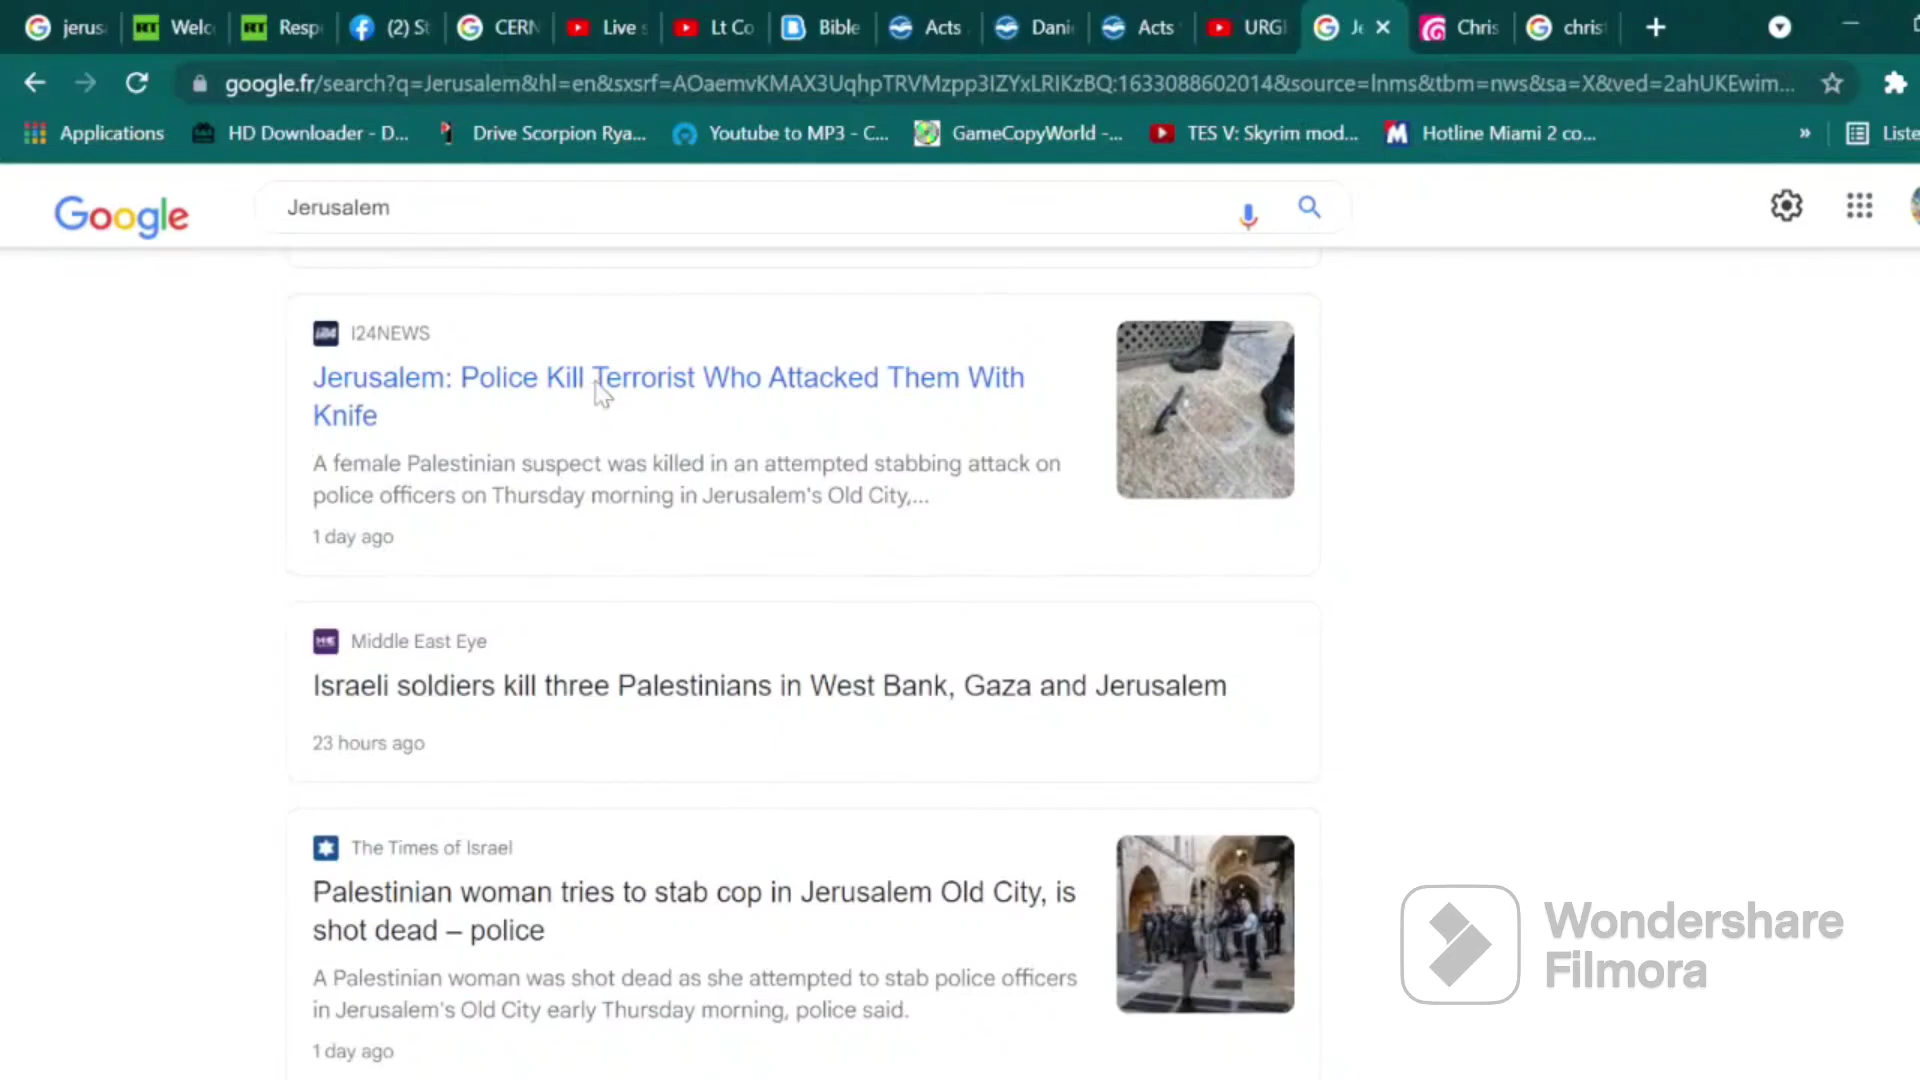 jerus
RT Welc
RT Resp
(2) St
CERN
Live s
Lt Co
Bible
Acts
Dani
Acts
URGI
Je
Chris
chris
google.fr/search?q=Jerusalem&hl=en&sxsrf=AOaemvKMAX3UqhpTRVMzpp3IZYxLRIKzBQ:1633088602014&source=lnms&tbm=nws&sa=X&ved=2ahUKEwim...
Applications
HD Downloader - D...
Drive Scorpion Rya...
Youtube to MP3 - C...
GameCopyWorld -...
TES V: Skyrim mod...
Hotline Miami 2 co...
»
Liste
Google
Jerusalem
i24 I24NEWS
Jerusalem: Police Kill Terrorist Who Attacked Them With
Knife
A female Palestinian suspect was killed in an attempted stabbing attack on
police officers on Thursday morning in Jerusalem's Old City,...
1 day ago
Middle East Eye
Israeli soldiers kill three Palestinians in West Bank, Gaza and Jerusalem
23 hours ago
The Times of Israel
Palestinian woman tries to stab cop in Jerusalem Old City, is
shot dead – police
A Palestinian woman was shot dead as she attempted to stab police officers
in Jerusalem's Old City early Thursday morning, police said.
1 day ago
Wondershare
Filmora